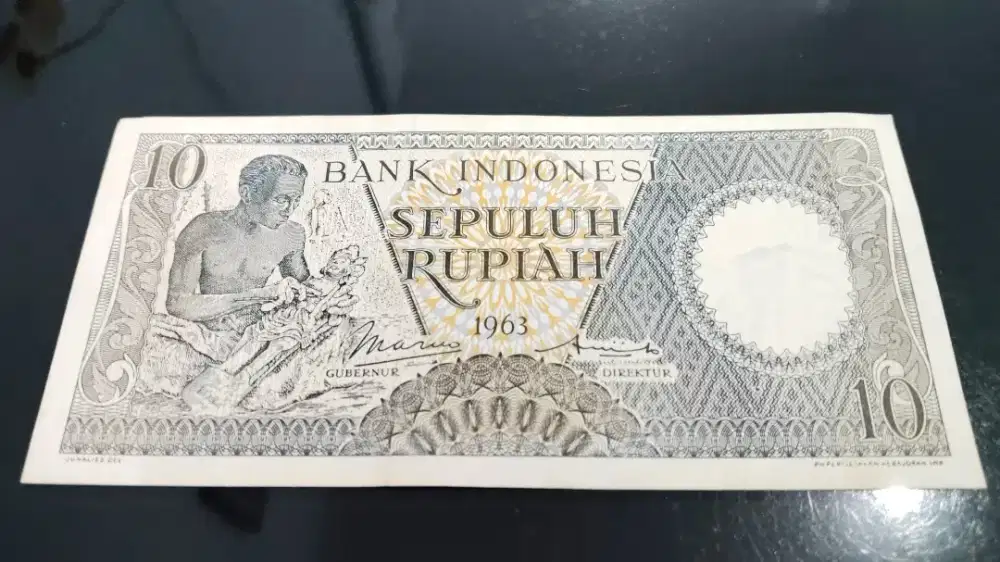 10
BANK INDONESIA
SEPULUH
RUPIAH
1963
GUBERNUR
DIREKTUR
10